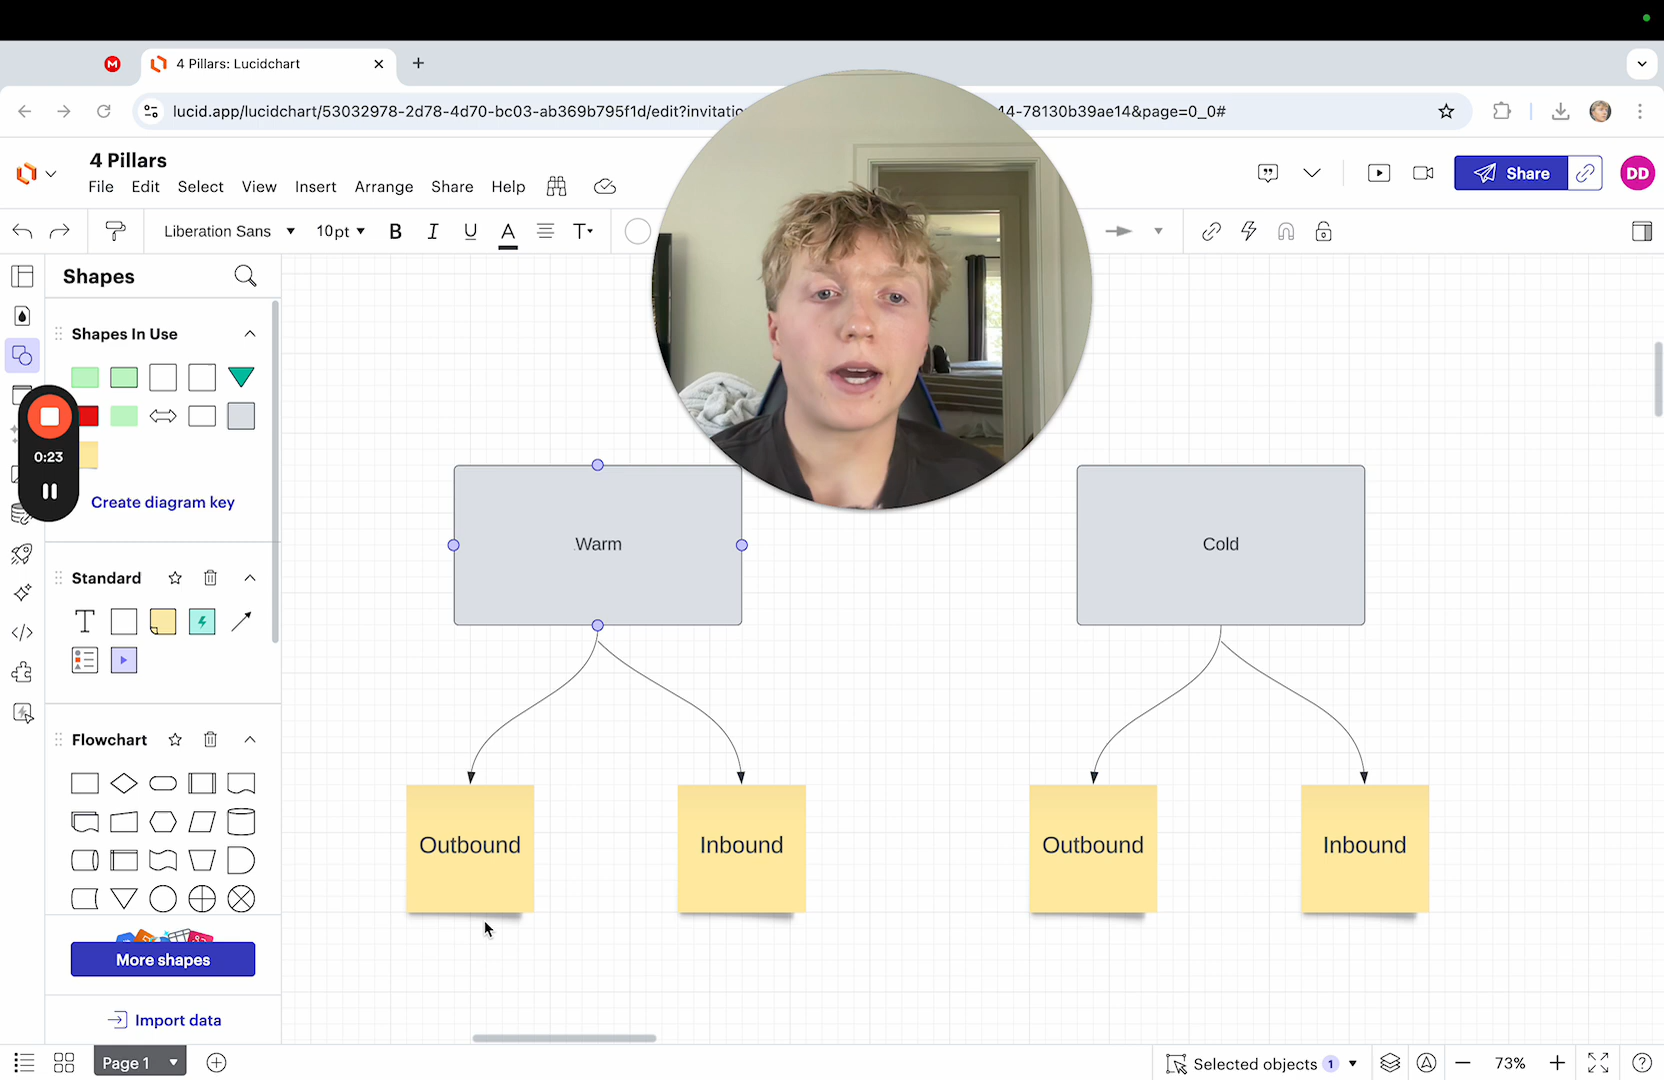 4 Pillars: Lucidchart
lucid.app/lucidchart/53032978-2d78-4d70-bc03-ab369b795f1d/edit?invitatio
4-78130b39ae14&page=0_0#
4 Pillars
File Edit Select View Insert Arrange Share Help
Share
DD
Liberation Sans 10pt B I U A T
Shapes
Shapes In Use
0:23
Create diagram key
Standard
T
Flowchart
More shapes
Import data
Warm
Cold
Outbound
Inbound
Outbound
Inbound
Page 1
Selected objects 1
73%